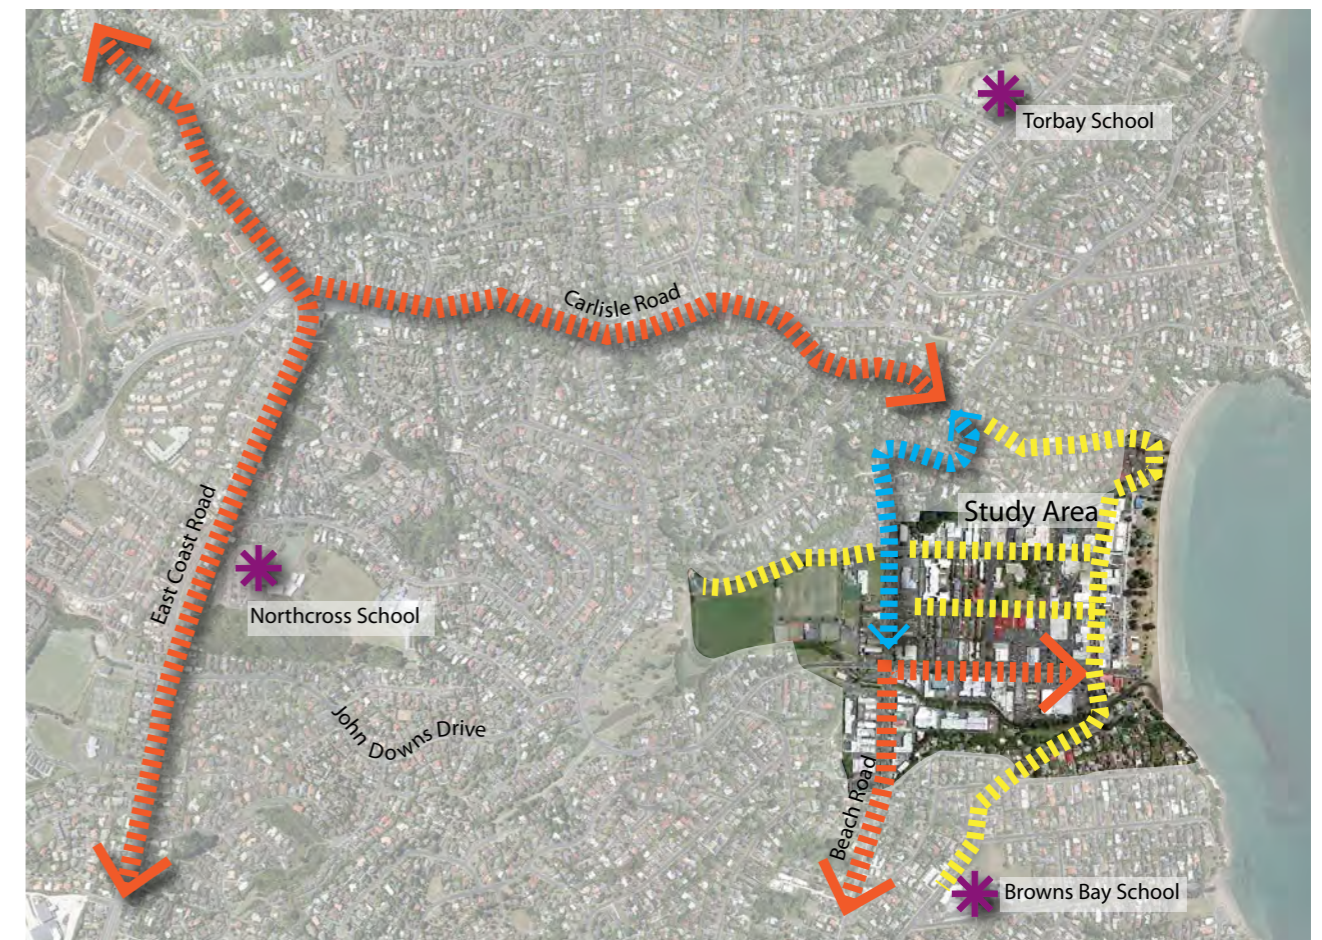 Torbay School
Carlisle Road
East Coast Road
Study Area
Northcross School
John Downs Drive
Beach Road
Browns Bay School